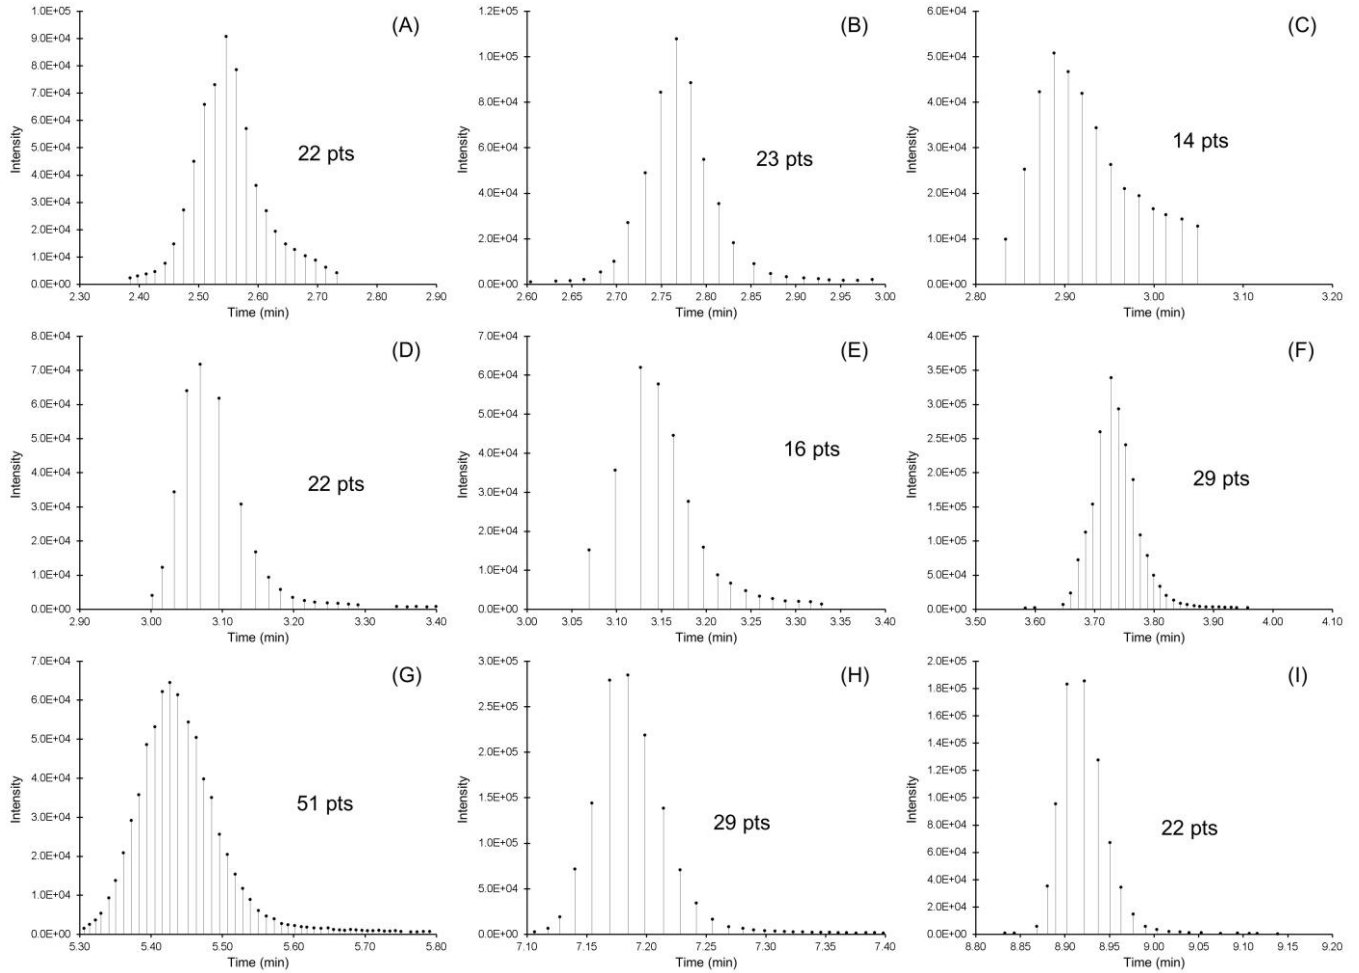 (A)
1.0E+05
9.0E+04
8.0E+04
7.0E+04
6.0E+04
5.0E+04
4.0E+04
3.0E+04
2.0E+04
1.0E+04
0.0E+00
Intensity
22 pts
2.30 2.40 2.50 2.60 2.70 2.80 2.90
Time (min)
(B)
1.2E+05
1.0E+05
8.0E+04
6.0E+04
4.0E+04
2.0E+04
0.0E+00
Intensity
23 pts
2.60 2.65 2.70 2.75 2.80 2.85 2.90 2.95 3.00
Time (min)
(C)
6.0E+04
5.0E+04
4.0E+04
3.0E+04
2.0E+04
1.0E+04
0.0E+00
Intensity
14 pts
2.80 2.90 3.00 3.10 3.20
Time (min)
(D)
8.0E+04
7.0E+04
6.0E+04
5.0E+04
4.0E+04
3.0E+04
2.0E+04
1.0E+04
0.0E+00
Intensity
22 pts
2.90 3.00 3.10 3.20 3.30 3.40
Time (min)
(E)
7.0E+04
6.0E+04
5.0E+04
4.0E+04
3.0E+04
2.0E+04
1.0E+04
0.0E+00
Intensity
16 pts
3.00 3.05 3.10 3.15 3.20 3.25 3.30 3.35 3.40
Time (min)
(F)
4.0E+05
3.5E+05
3.0E+05
2.5E+05
2.0E+05
1.5E+05
1.0E+05
5.0E+04
0.0E+00
Intensity
29 pts
3.50 3.60 3.70 3.80 3.90 4.00 4.10
Time (min)
(G)
7.0E+04
6.0E+04
5.0E+04
4.0E+04
3.0E+04
2.0E+04
1.0E+04
0.0E+00
Intensity
51 pts
5.30 5.40 5.50 5.60 5.70 5.80
Time (min)
(H)
3.0E+05
2.5E+05
2.0E+05
1.5E+05
1.0E+05
5.0E+04
0.0E+00
Intensity
29 pts
7.10 7.15 7.20 7.25 7.30 7.35 7.40
Time (min)
(I)
2.0E+05
1.8E+05
1.6E+05
1.4E+05
1.2E+05
1.0E+05
8.0E+04
6.0E+04
4.0E+04
2.0E+04
0.0E+00
Intensity
22 pts
8.80 8.85 8.90 8.95 9.00 9.05 9.10 9.15 9.20
Time (min)